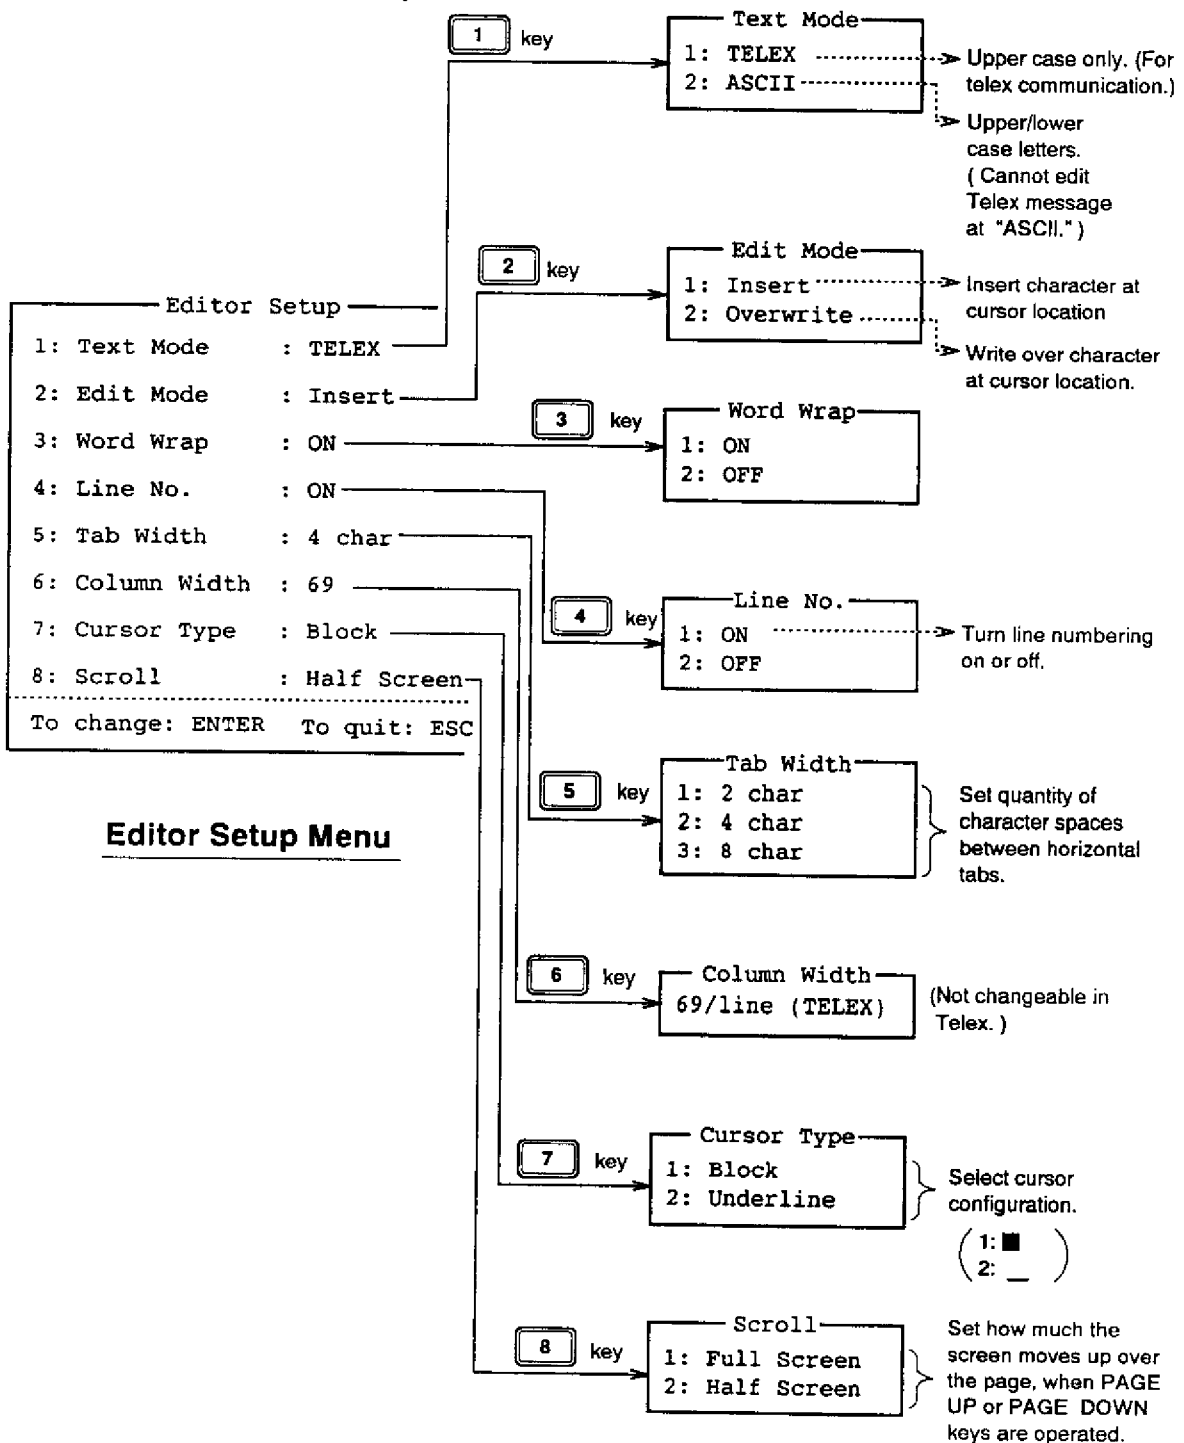 1 key
Text Mode
1: TELEX
2: ASCII
Upper case only. (For
telex communication.)
Upper/lower
case letters.
( Cannot edit
Telex message
at "ASCII." )
2 key
Edit Mode
1: Insert
2: Overwrite
Insert character at
cursor location
Write over character
at cursor location.
Editor Setup
1: Text Mode : TELEX
2: Edit Mode : Insert
3: Word Wrap : ON
4: Line No. : ON
5: Tab Width : 4 char
6: Column Width : 69
7: Cursor Type : Block
8: Scroll : Half Screen
To change: ENTER To quit: ESC
Editor Setup Menu
3 key
Word Wrap
1: ON
2: OFF
4 key
Line No.
1: ON
2: OFF
Turn line numbering
on or off.
5 key
Tab Width
1: 2 char
2: 4 char
3: 8 char
Set quantity of
character spaces
between horizontal
tabs.
6 key
Column Width
69/line (TELEX)
(Not changeable in
Telex. )
7 key
Cursor Type
1: Block
2: Underline
Select cursor
configuration.
1: ■
2: _
8 key
Scroll
1: Full Screen
2: Half Screen
Set how much the
screen moves up over
the page, when PAGE
UP or PAGE DOWN
keys are operated.